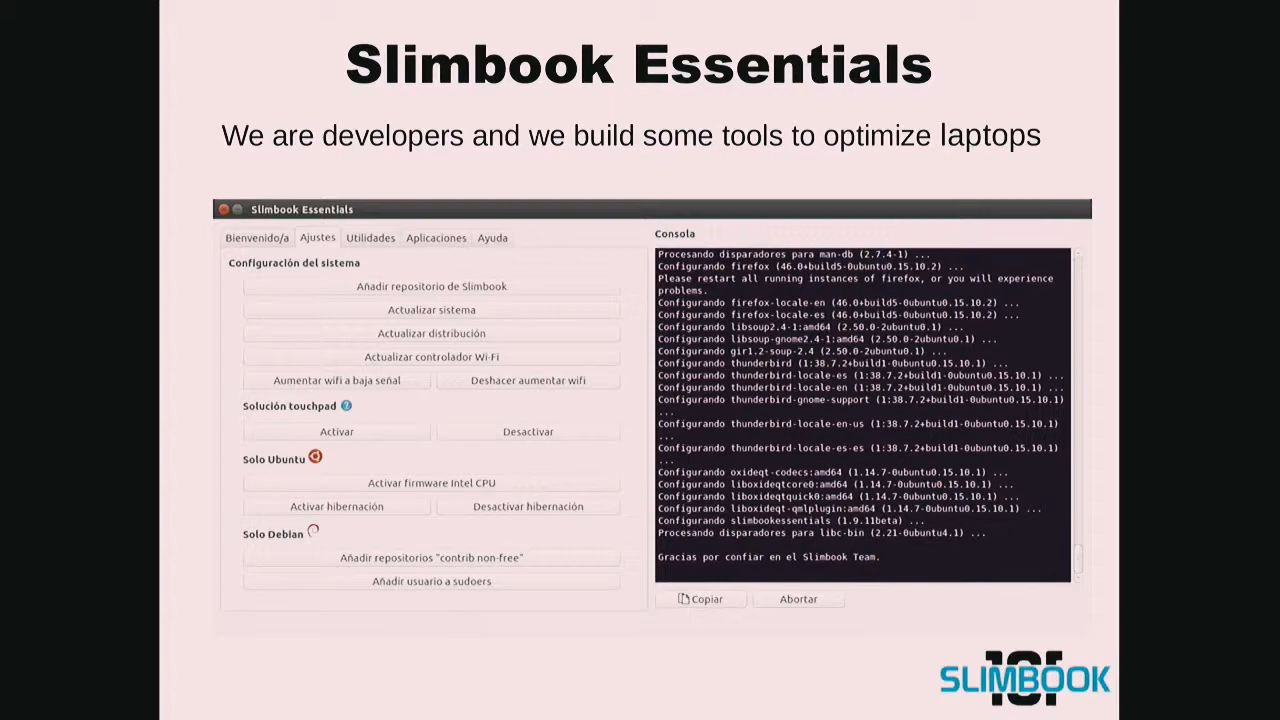 Slimbook Essentials
We are developers and we build some tools to optimize laptops
Slimbook Essentials
Bienvenido/a Ajustes Utilidades Aplicaciones Ayuda
Configuración del sistema
Añadir repositorio de Slimbook
Actualizar sistema
Actualizar distribución
Actualizar controlador Wi-Fi
Aumentar wifi a baja señal Deshacer aumentar wifi
Solución touchpad ?
Activar Desactivar
Solo Ubuntu
Activar firmware Intel CPU
Activar hibernación Desactivar hibernación
Solo Debian
Añadir repositorios "contrib non-free"
Añadir usuario a sudoers
Consola
Procesando disparadores para man-db (2.7.4-1) ...
Configurando firefox (46.0+build5-0ubuntu0.15.10.2) ...
Please restart all running instances of firefox, or you will experience
problems.
Configurando firefox-locale-en (46.0+build5-0ubuntu0.15.10.2) ...
Configurando firefox-locale-es (46.0+build5-0ubuntu0.15.10.2) ...
Configurando libsoup2.4-1:amd64 (2.50.0-2ubuntu0.1) ...
Configurando libsoup-gnome2.4-1:amd64 (2.50.0-2ubuntu0.1) ...
Configurando gir1.2-soup-2.4 (2.50.0-2ubuntu0.1) ...
Configurando thunderbird (1:38.7.2+build1-0ubuntu0.15.10.1) ...
Configurando thunderbird-locale-es (1:38.7.2+build1-0ubuntu0.15.10.1) ...
Configurando thunderbird-locale-en (1:38.7.2+build1-0ubuntu0.15.10.1) ...
Configurando thunderbird-gnome-support (1:38.7.2+build1-0ubuntu0.15.10.1)
...
Configurando thunderbird-locale-en-us (1:38.7.2+build1-0ubuntu0.15.10.1)
...
Configurando thunderbird-locale-es-es (1:38.7.2+build1-0ubuntu0.15.10.1)
...
Configurando oxideqt-codecs:amd64 (1.14.7-0ubuntu0.15.10.1) ...
Configurando liboxideqtcore0:amd64 (1.14.7-0ubuntu0.15.10.1) ...
Configurando liboxideqtquick0:amd64 (1.14.7-0ubuntu0.15.10.1) ...
Configurando liboxideqt-qmlplugin:amd64 (1.14.7-0ubuntu0.15.10.1) ...
Configurando slimbookessentials (1.9.11beta) ...
Procesando disparadores para libc-bin (2.21-0ubuntu4.1) ...
Gracias por confiar en el Slimbook Team.
Copiar Abortar
SLIMBOOK